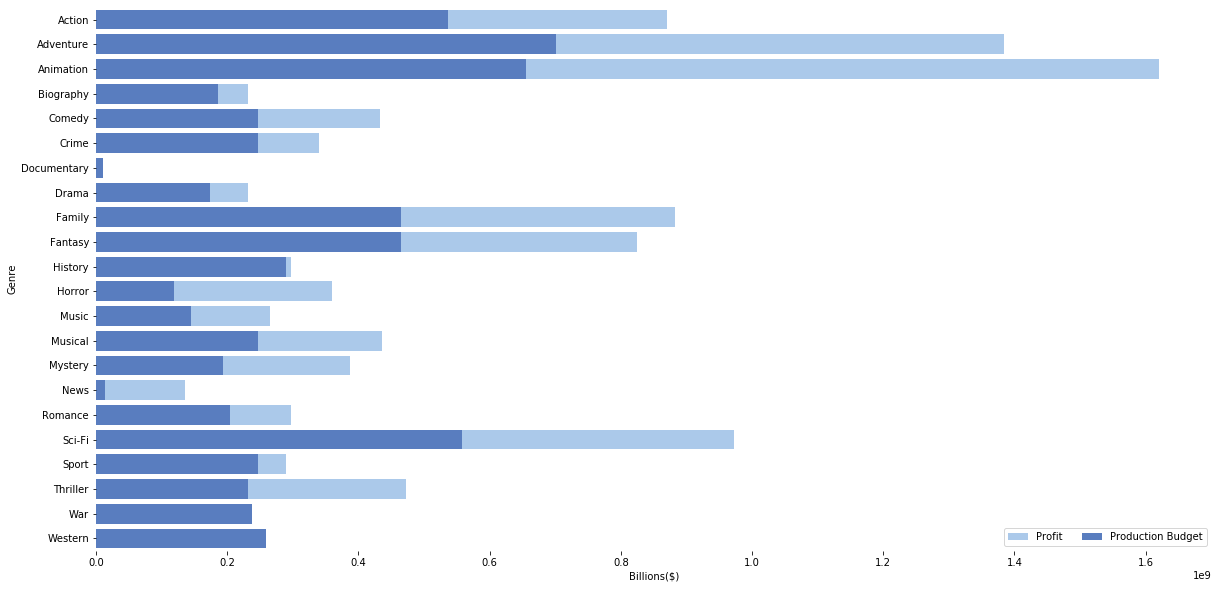 Genre
Action
Adventure
Animation
Biography
Comedy
Crime
Documentary
Drama
Family
Fantasy
History
Horror
Music
Musical
Mystery
News
Romance
Sci-Fi
Sport
Thriller
War
Western
Profit Production Budget
0.0 0.2 0.4 0.6 0.8 1.0 1.2 1.4 1.6
Billions($)
1e9